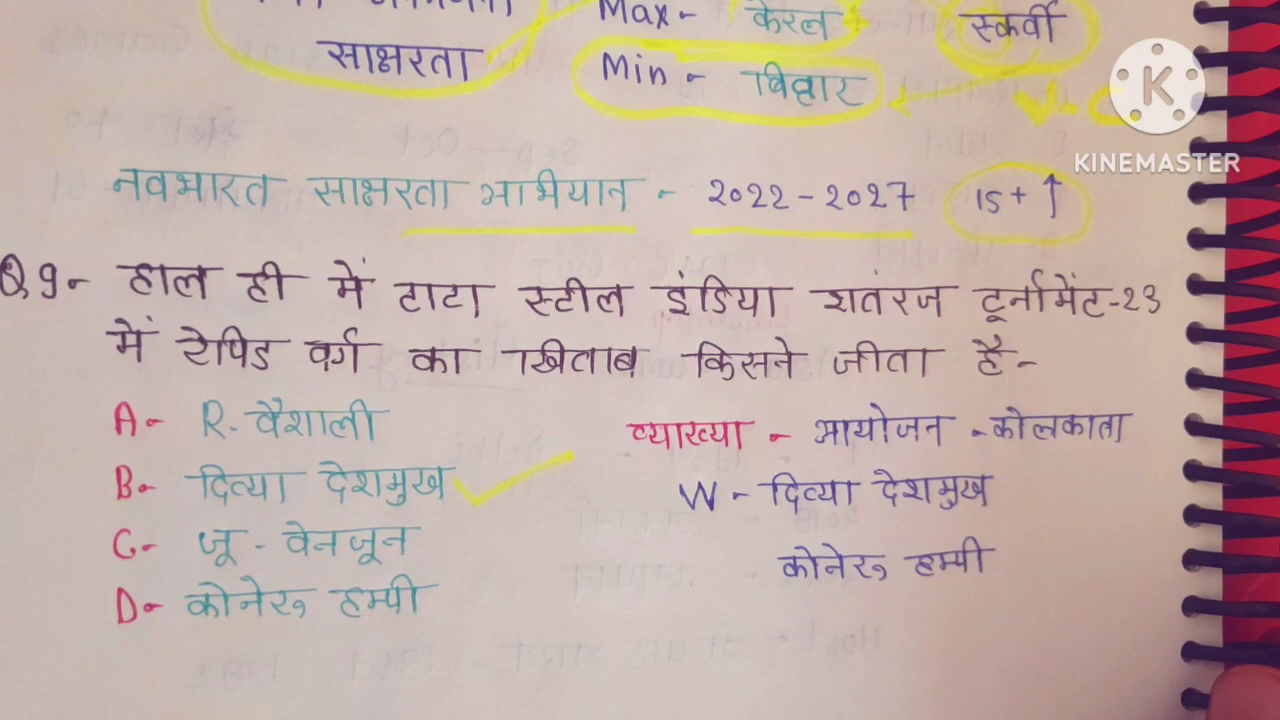 साक्षरता
Max- केरल
Min - बिहार
स्कर्वी
K
KINEMASTER
नवभारत साक्षरता अभियान - 2022-2027 15+ ↑
Q9- हाल ही में टाटा स्टील इंडिया शतरंज टूर्नामेंट-23
में रैपिड वर्ग का खिताब किसने जीता है-
A- R. वैशाली
B- दिव्या देशमुख
C- जू - वेनजून
D- कोनेरू हम्पी
व्याख्या - आयोजन - कोलकाता
W - दिव्या देशमुख
कोनेरू हम्पी